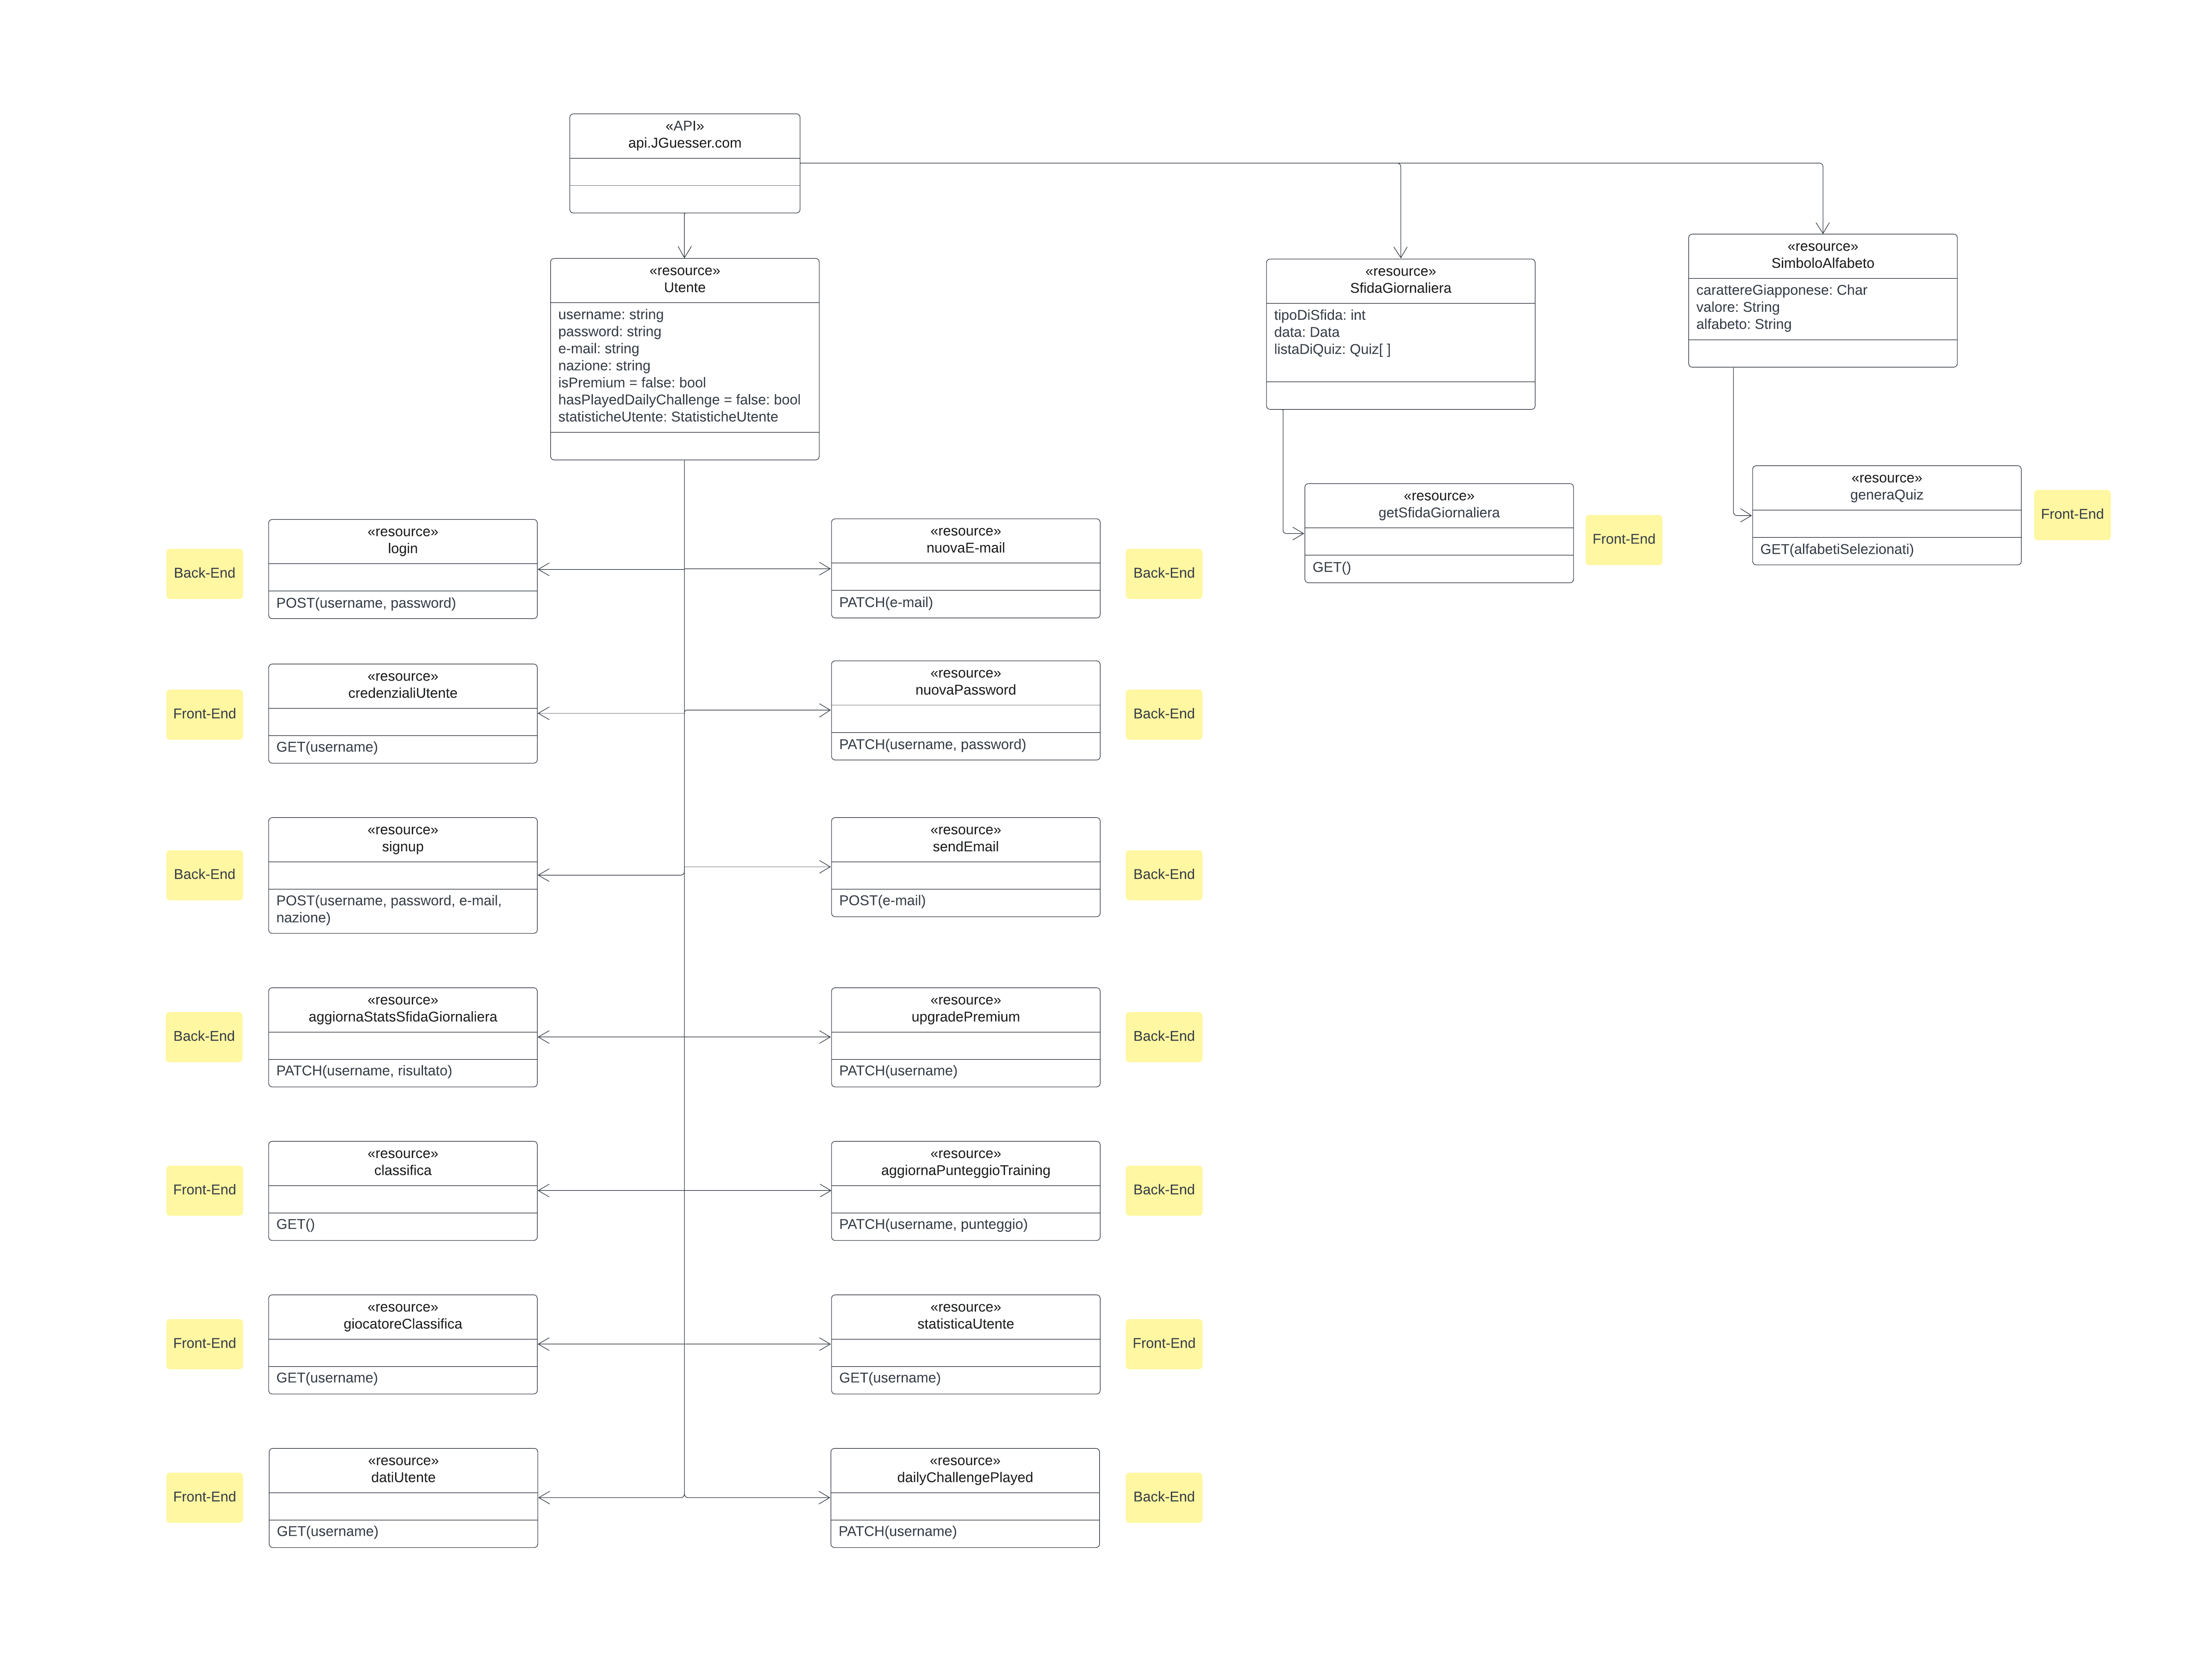 «API»
api.JGuesser.com
«resource»
Utente
username: string
password: string
e-mail: string
nazione: string
isPremium = false: bool
hasPlayedDailyChallenge = false: bool
statisticheUtente: StatisticheUtente
«resource»
SfidaGiornaliera
tipoDiSfida: int
data: Data
listaDiQuiz: Quiz[ ]
«resource»
SimboloAlfabeto
carattereGiapponese: Char
valore: String
alfabeto: String
«resource»
getSfidaGiornaliera
GET()
Front-End
«resource»
generaQuiz
GET(alfabetiSelezionati)
Front-End
Back-End
«resource»
login
POST(username, password)
«resource»
nuovaE-mail
PATCH(e-mail)
Back-End
Front-End
«resource»
credenzialiUtente
GET(username)
«resource»
nuovaPassword
PATCH(username, password)
Back-End
Back-End
«resource»
signup
POST(username, password, e-mail,
nazione)
«resource»
sendEmail
POST(e-mail)
Back-End
Back-End
«resource»
aggiornaStatsSfidaGiornaliera
PATCH(username, risultato)
«resource»
upgradePremium
PATCH(username)
Back-End
Front-End
«resource»
classifica
GET()
«resource»
aggiornaPunteggioTraining
PATCH(username, punteggio)
Back-End
Front-End
«resource»
giocatoreClassifica
GET(username)
«resource»
statisticaUtente
GET(username)
Front-End
Front-End
«resource»
datiUtente
GET(username)
«resource»
dailyChallengePlayed
PATCH(username)
Back-End